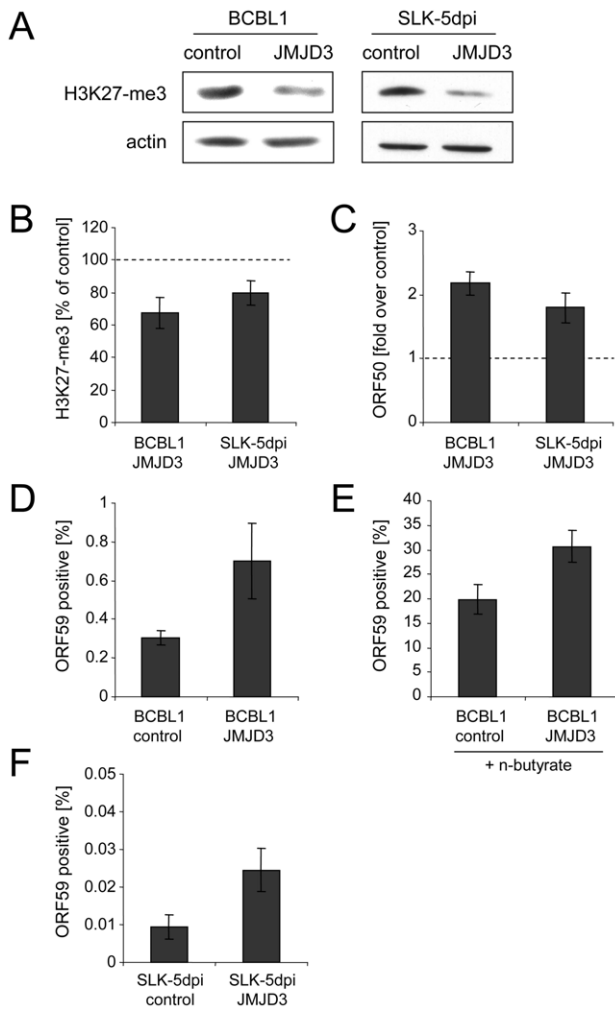 A
BCBL1 SLK-5dpi
control JMJD3 control JMJD3
H3K27-me3
actin
B
H3K27-me3 [% of control]
120
100
80
60
40
20
0
BCBL1
JMJD3
SLK-5dpi
JMJD3
C
ORF50 [fold over control]
3
2
1
0
BCBL1
JMJD3
SLK-5dpi
JMJD3
D
ORF59 positive [%]
1
0.8
0.6
0.4
0.2
0
BCBL1
control
BCBL1
JMJD3
E
ORF59 positive [%]
40
35
30
25
20
15
10
5
0
BCBL1
control
BCBL1
JMJD3
+ n-butyrate
F
ORF59 positive [%]
0.05
0.04
0.03
0.02
0.01
0
SLK-5dpi
control
SLK-5dpi
JMJD3